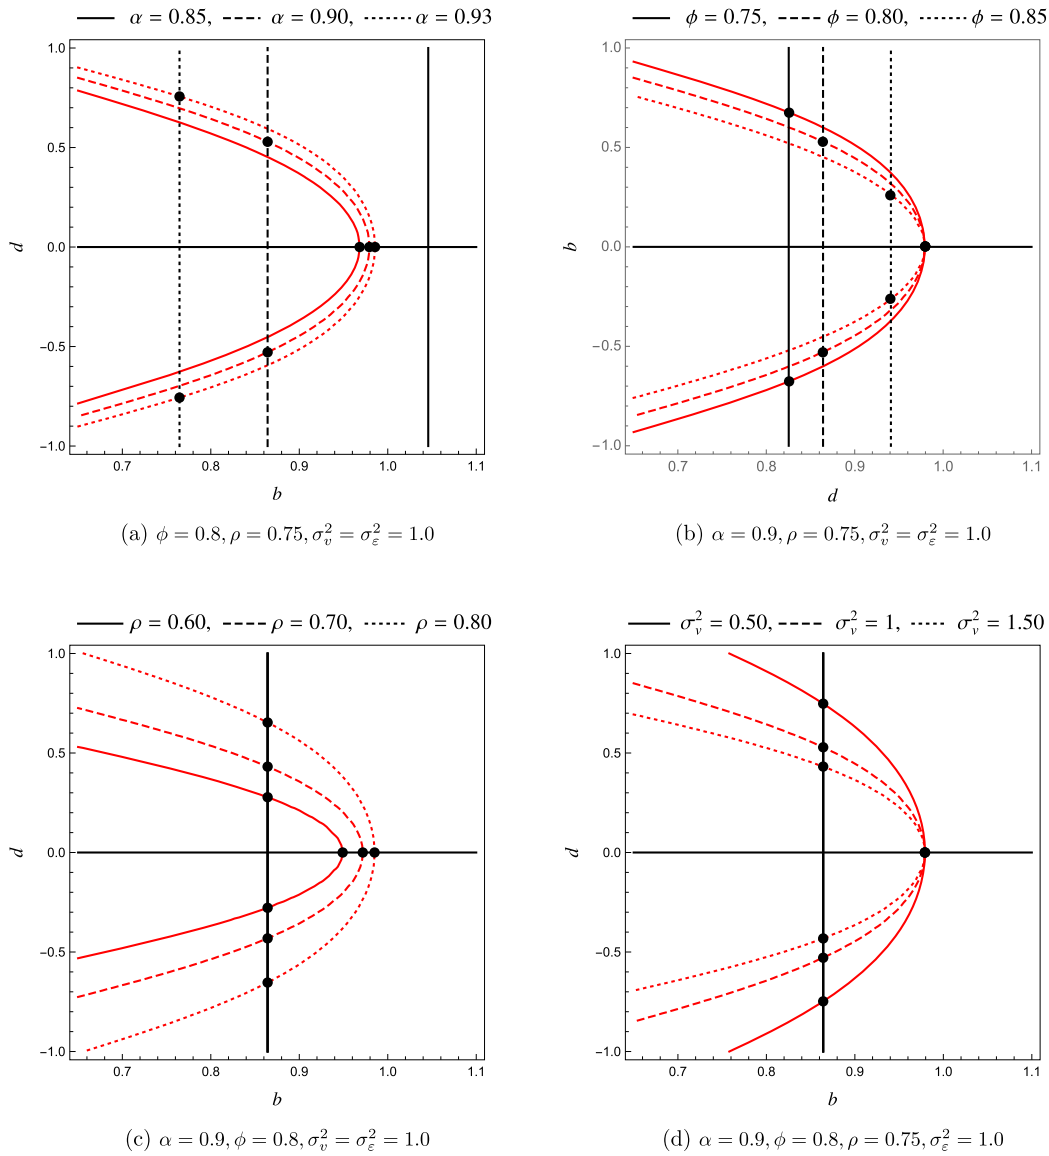 α = 0.85, α = 0.90, α = 0.93
1.0
0.5
0.0
−0.5
−1.0
d
0.7 0.8 0.9 1.0 1.1
b
(a) ϕ = 0.8, ρ = 0.75, σ_v^2 = σ_ε^2 = 1.0
ϕ = 0.75, ϕ = 0.80, ϕ = 0.85
1.0
0.5
0.0
−0.5
−1.0
b
0.7 0.8 0.9 1.0 1.1
d
(b) α = 0.9, ρ = 0.75, σ_v^2 = σ_ε^2 = 1.0
ρ = 0.60, ρ = 0.70, ρ = 0.80
1.0
0.5
0.0
−0.5
−1.0
d
0.7 0.8 0.9 1.0 1.1
b
(c) α = 0.9, ϕ = 0.8, σ_v^2 = σ_ε^2 = 1.0
σ_v^2 = 0.50, σ_v^2 = 1, σ_v^2 = 1.50
1.0
0.5
0.0
−0.5
−1.0
d
0.7 0.8 0.9 1.0 1.1
b
(d) α = 0.9, ϕ = 0.8, ρ = 0.75, σ_ε^2 = 1.0